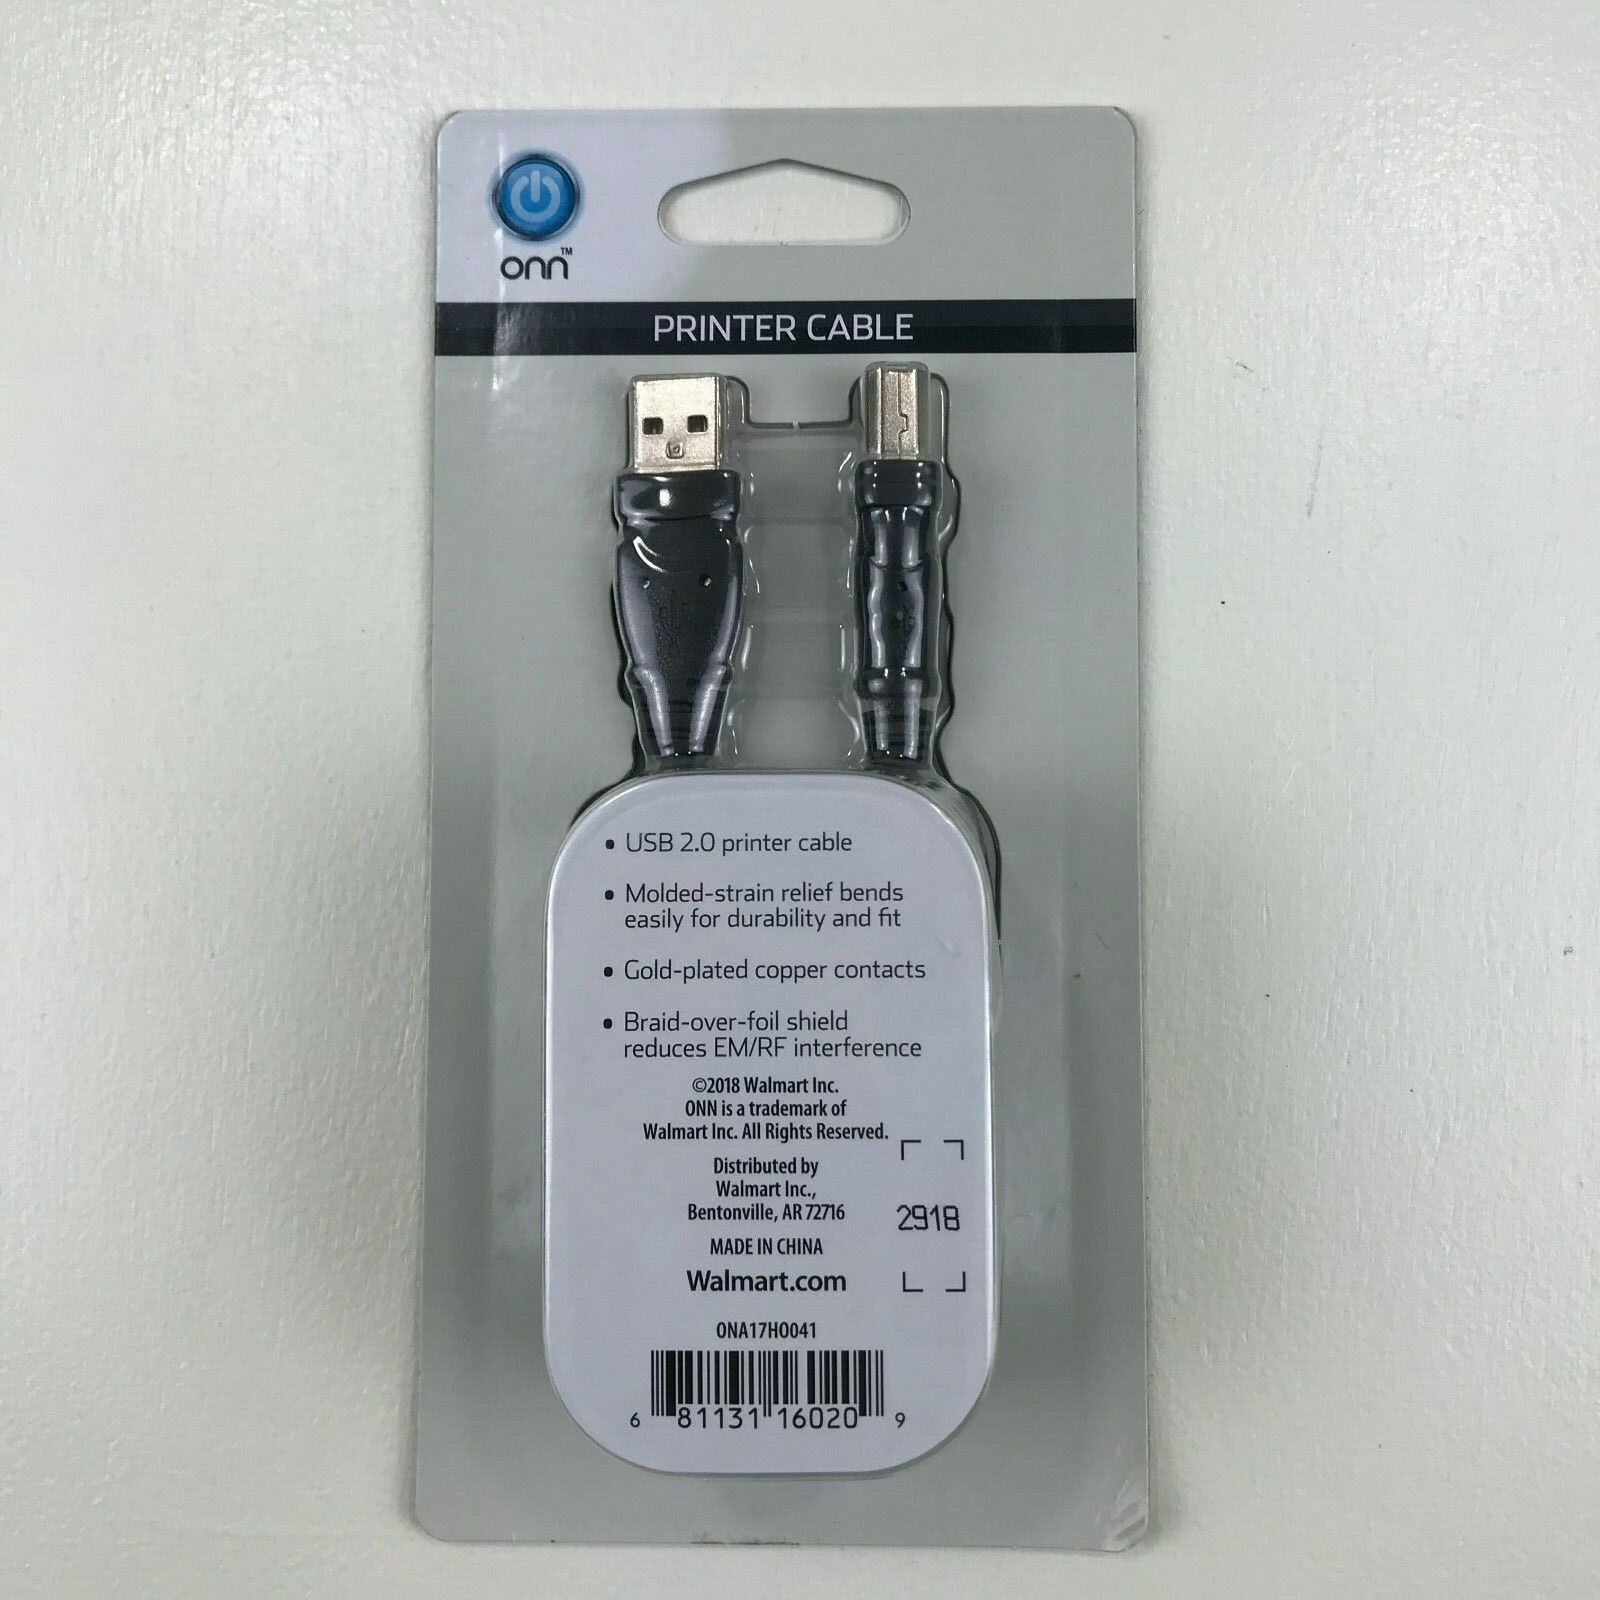 onn™
PRINTER CABLE
• USB 2.0 printer cable
• Molded-strain relief bends
easily for durability and fit
• Gold-plated copper contacts
• Braid-over-foil shield
reduces EM/RF interference
©2018 Walmart Inc.
ONN is a trademark of
Walmart Inc. All Rights Reserved.
Distributed by
Walmart Inc.,
Bentonville, AR 72716
2918
MADE IN CHINA
Walmart.com
ONA17HO041
6 81131 16020 9